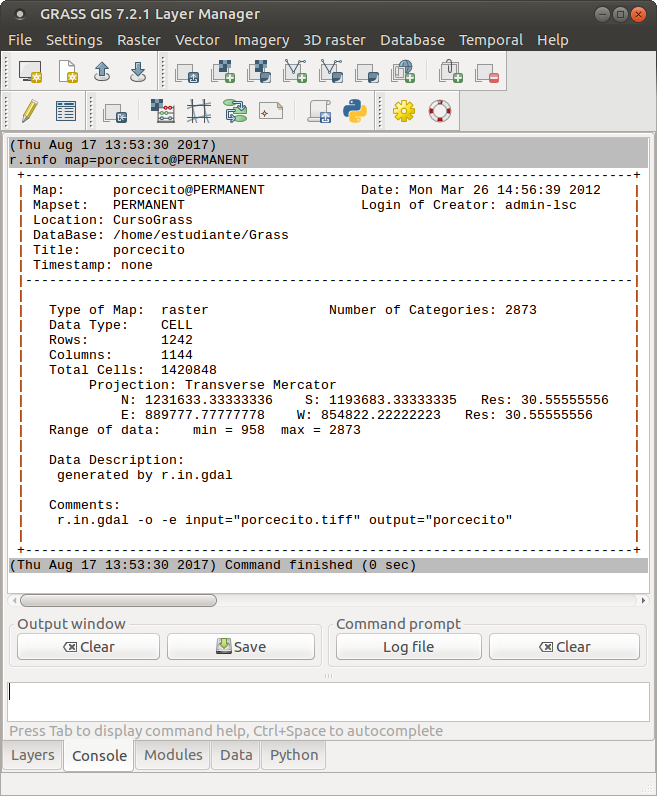 GRASS GIS 7.2.1 Layer Manager
File Settings Raster Vector Imagery 3D raster Database Temporal Help
(Thu Aug 17 13:53:30 2017)
r.info map=porcecito@PERMANENT
+----------------------------------------------------------------------------+
| Map:      porcecito@PERMANENT            Date: Mon Mar 26 14:56:39 2012    |
| Mapset:   PERMANENT                      Login of Creator: admin-lsc       |
| Location: CursoGrass                                                       |
| DataBase: /home/estudiante/Grass                                           |
| Title:    porcecito                                                        |
| Timestamp: none                                                            |
|----------------------------------------------------------------------------|
|                                                                            |
|   Type of Map:  raster               Number of Categories: 2873            |
|   Data Type:    CELL                                                       |
|   Rows:         1242                                                       |
|   Columns:      1144                                                       |
|   Total Cells:  1420848                                                    |
|        Projection: Transverse Mercator                                     |
|            N: 1231633.33333336    S: 1193683.33333335   Res: 30.55555556   |
|            E: 889777.77777778    W: 854822.22222223   Res: 30.55555556     |
|   Range of data:    min = 958  max = 2873                                  |
|                                                                            |
|   Data Description:                                                        |
|    generated by r.in.gdal                                                  |
|                                                                            |
|   Comments:                                                                |
|    r.in.gdal -o -e input="porcecito.tiff" output="porcecito"               |
|                                                                            |
+----------------------------------------------------------------------------+
(Thu Aug 17 13:53:30 2017) Command finished (0 sec)
Output window Command prompt
Clear Save Log file Clear
Press Tab to display command help, Ctrl+Space to autocomplete
Layers Console Modules Data Python